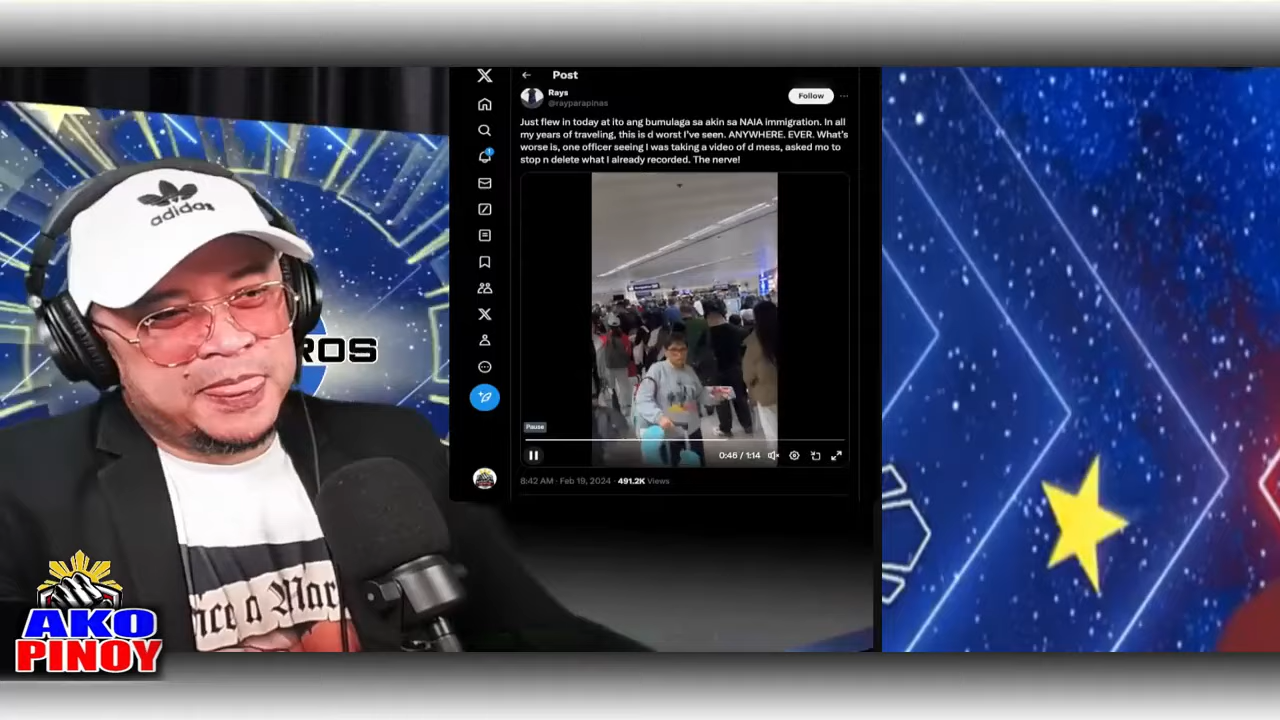 Post
Rays
@rayparapinas
Follow
Just flew in today at ito ang bumulaga sa akin sa NAIA immigration. In all
my years of traveling, this is d worst I've seen. ANYWHERE. EVER. What's
worse is, one officer seeing I was taking a video of d mess, asked mo to
stop n delete what I already recorded. The nerve!
Pause
0:46 / 1:14
8:42 AM · Feb 19, 2024 · 491.2K Views
adidas
ROS
AKO
PINOY